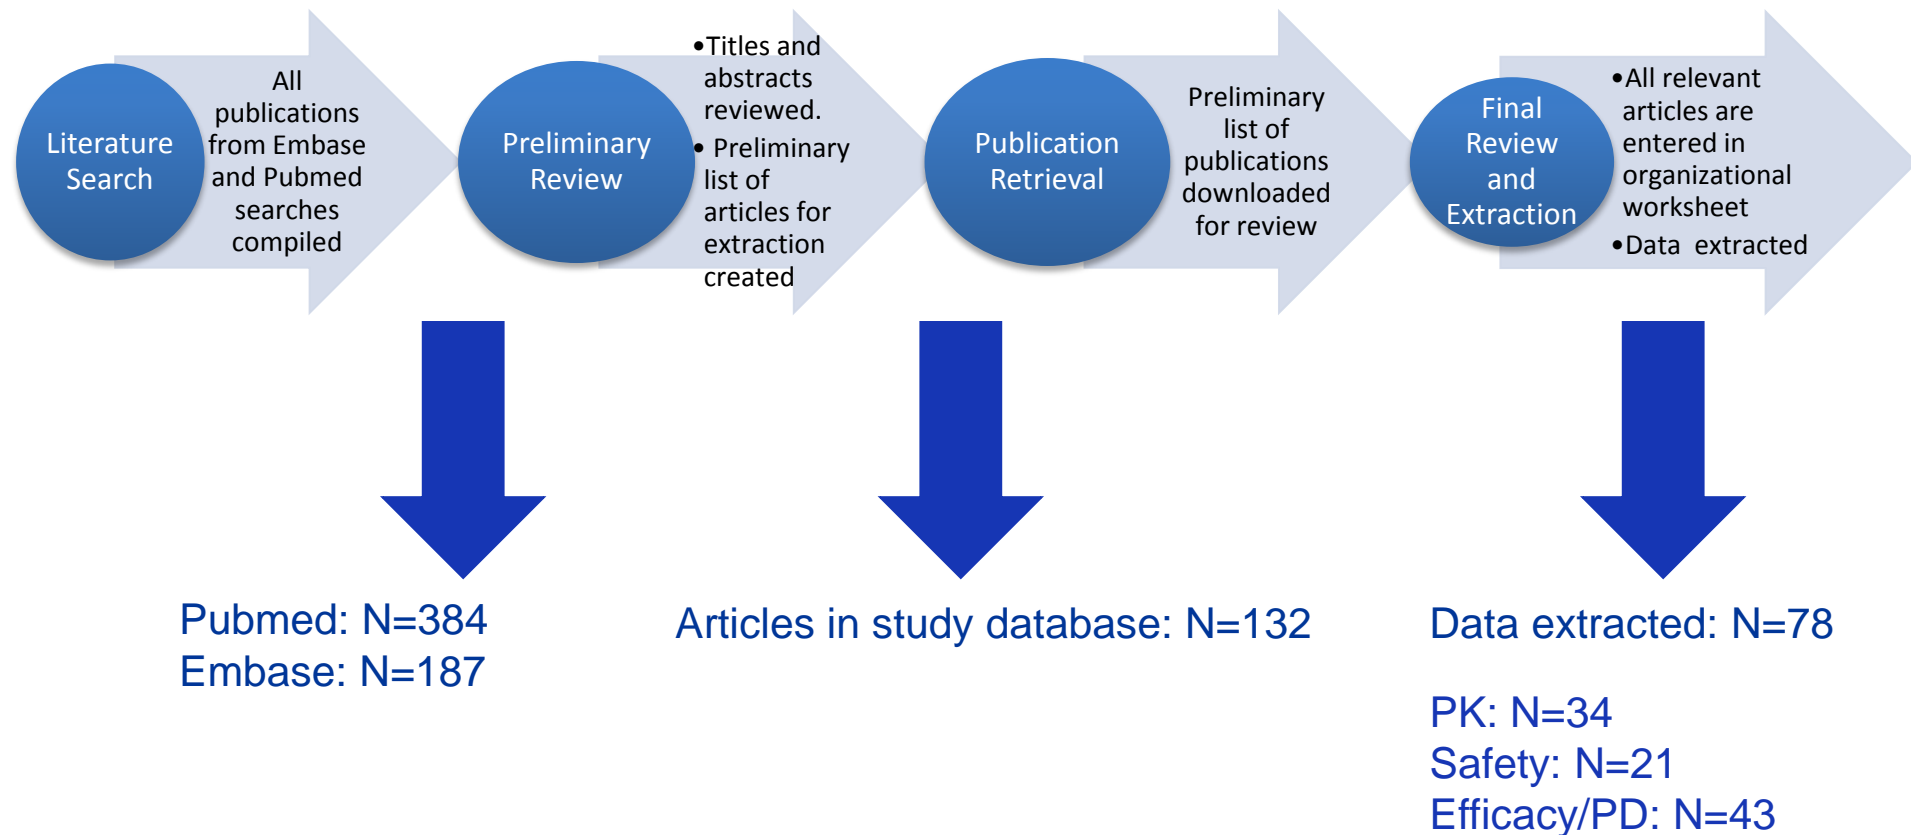 Literature
Search
All
publications
from Embase
and Pubmed
searches
compiled
Preliminary
Review
•Titles and
abstracts
reviewed.
• Preliminary
list of
articles for
extraction
created
Publication
Retrieval
Preliminary
list of
publications
downloaded
for review
Final
Review
and
Extraction
•All relevant
articles are
entered in
organizational
worksheet
•Data extracted
Pubmed: N=384
Embase: N=187
Articles in study database: N=132
Data extracted: N=78
PK: N=34
Safety: N=21
Efficacy/PD: N=43